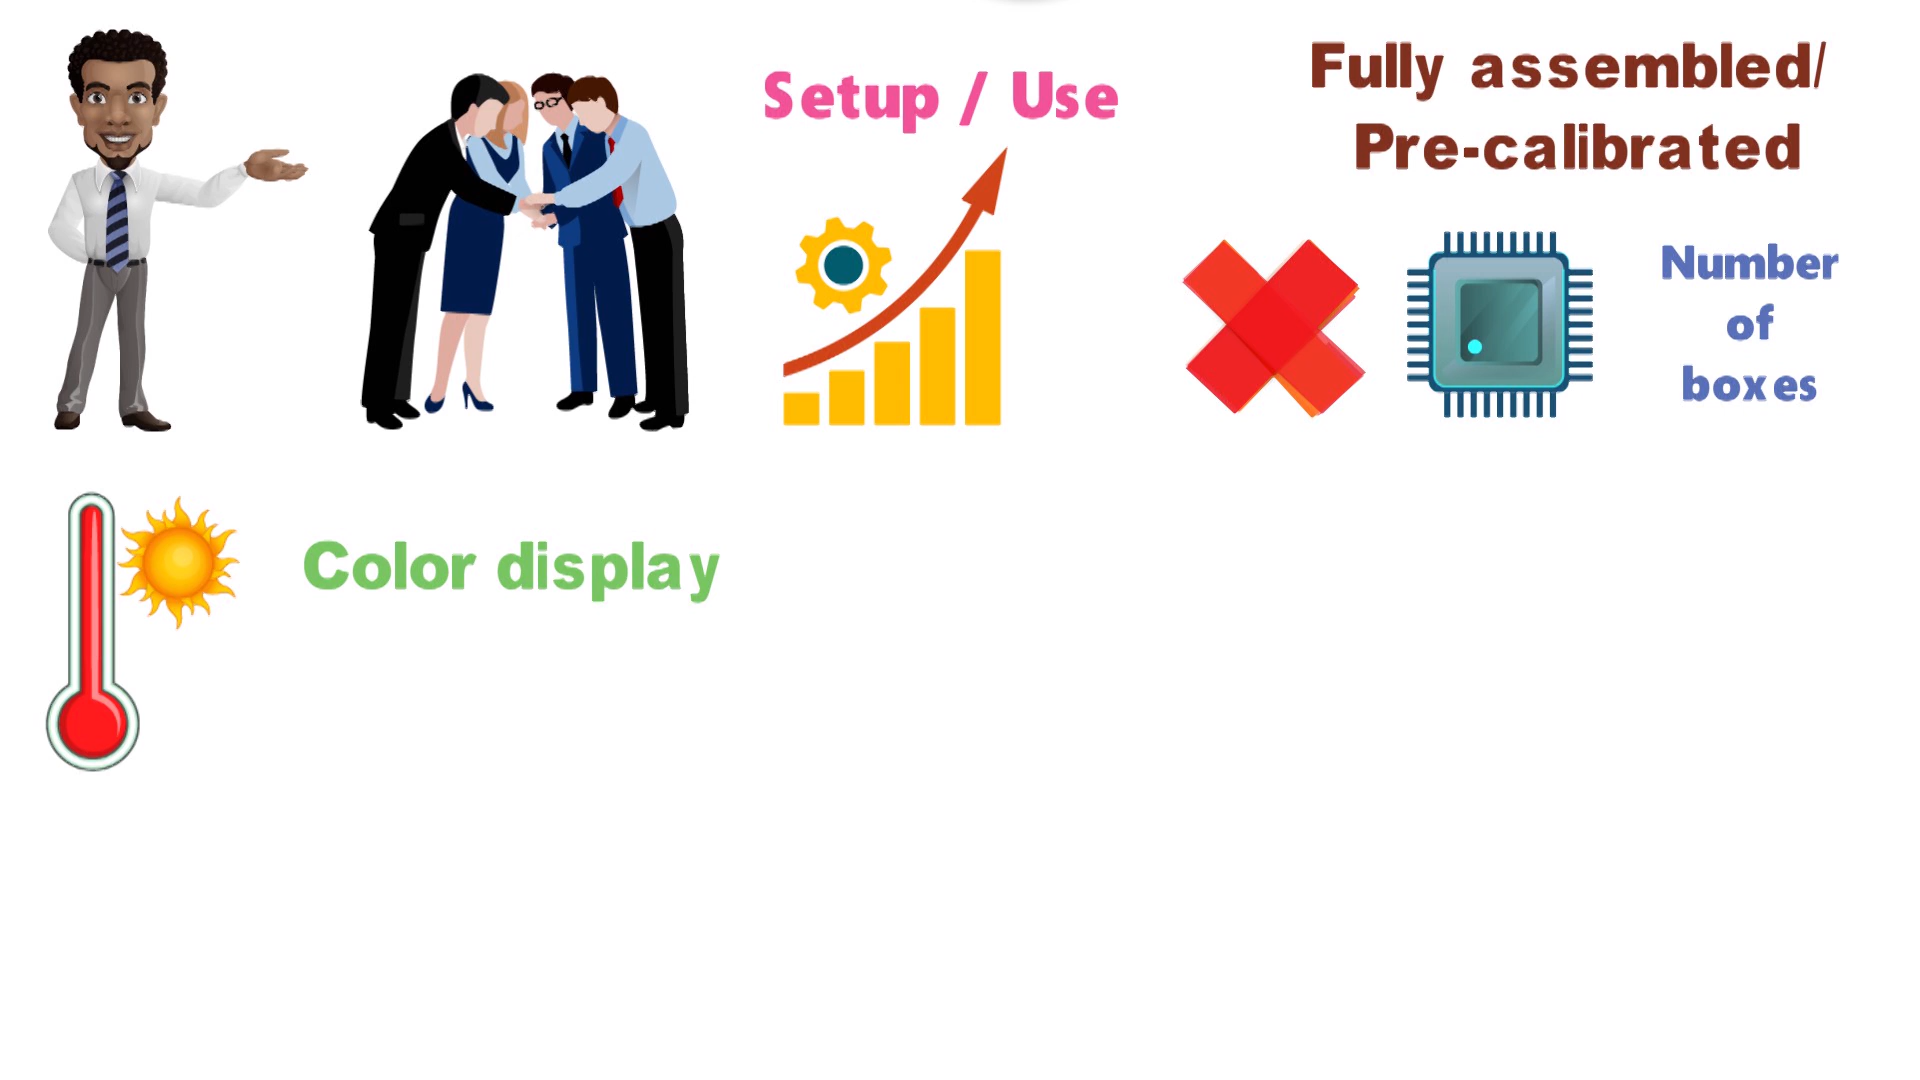 Setup / Use
Fully assembled/
Pre-calibrated
Number
of
boxes
Color display